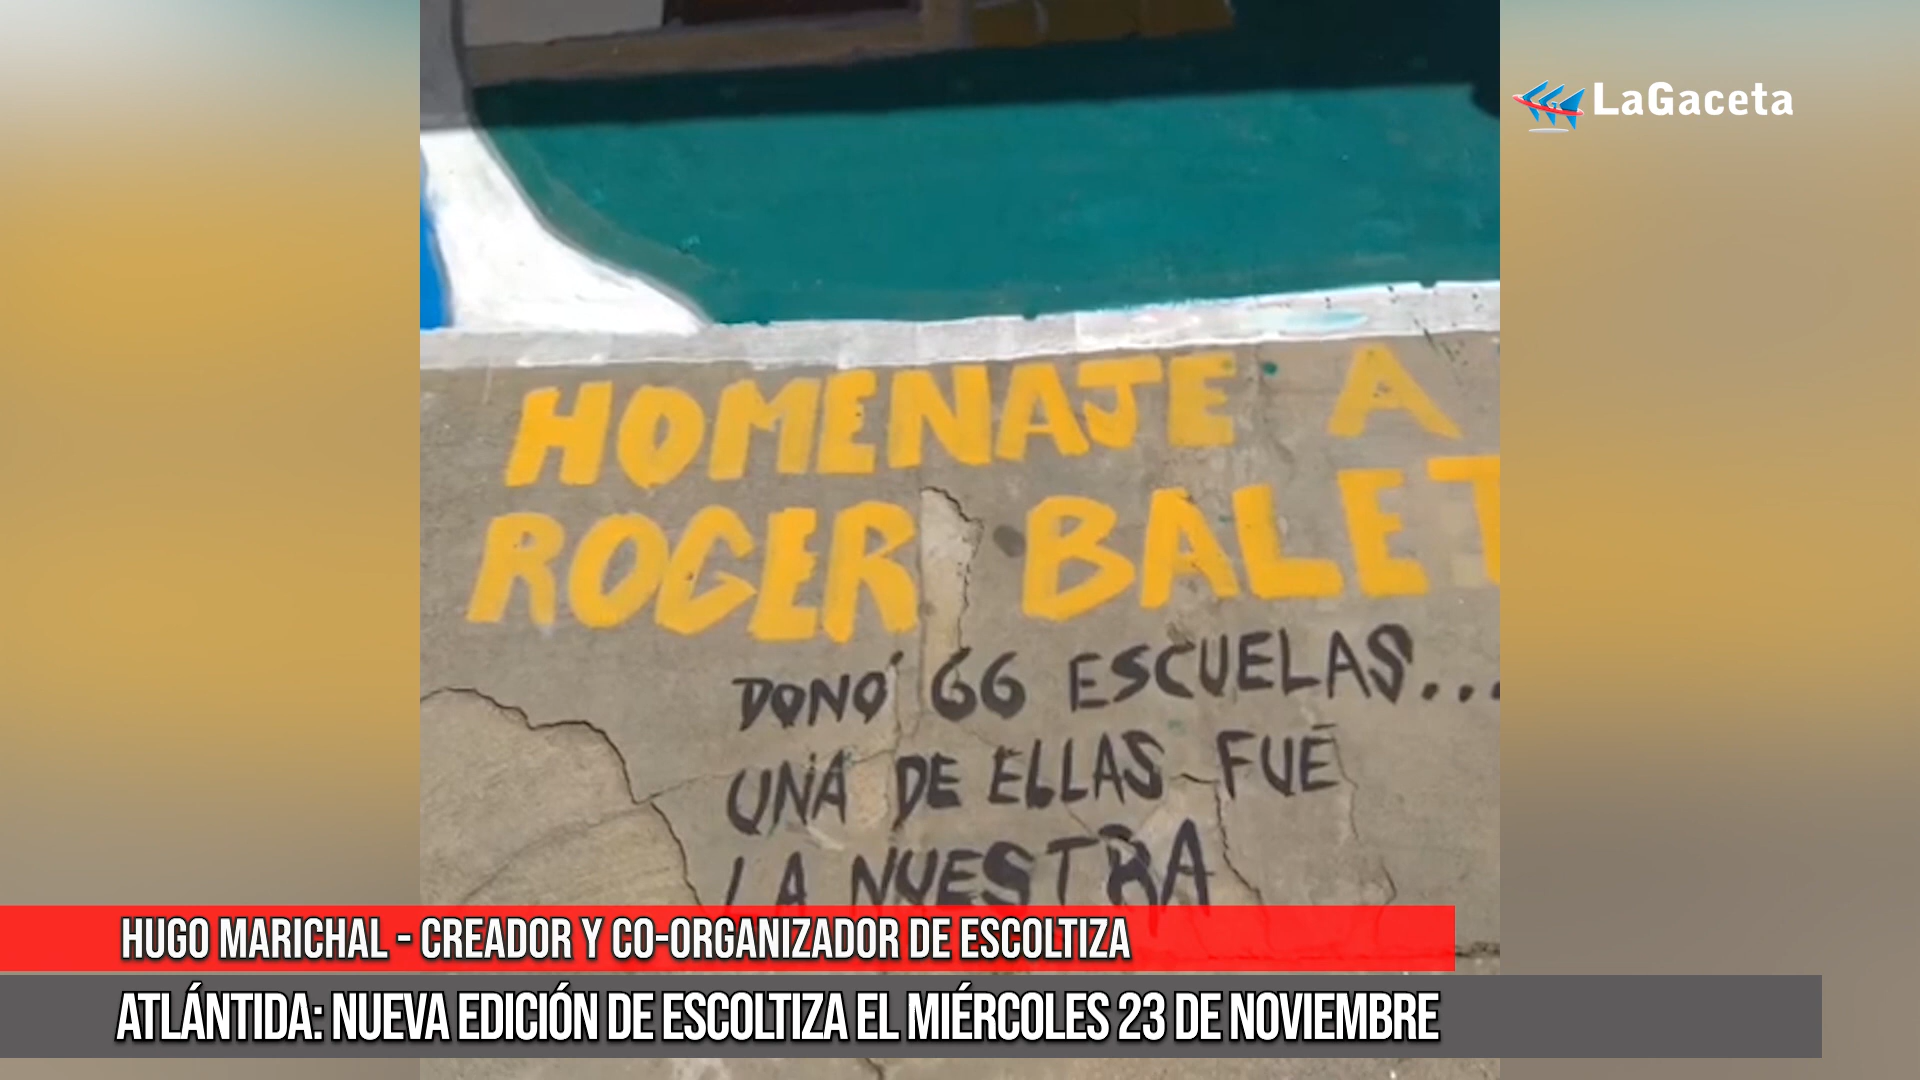 LaGaceta
HOMENAJE A
ROGER BALET
DONÓ 66 ESCUELAS...
UNA DE ELLAS FUÉ
LA NUESTRA
HUGO MARICHAL - CREADOR Y CO-ORGANIZADOR DE ESCOLTIZA
ATLÁNTIDA: NUEVA EDICIÓN DE ESCOLTIZA EL MIÉRCOLES 23 DE NOVIEMBRE